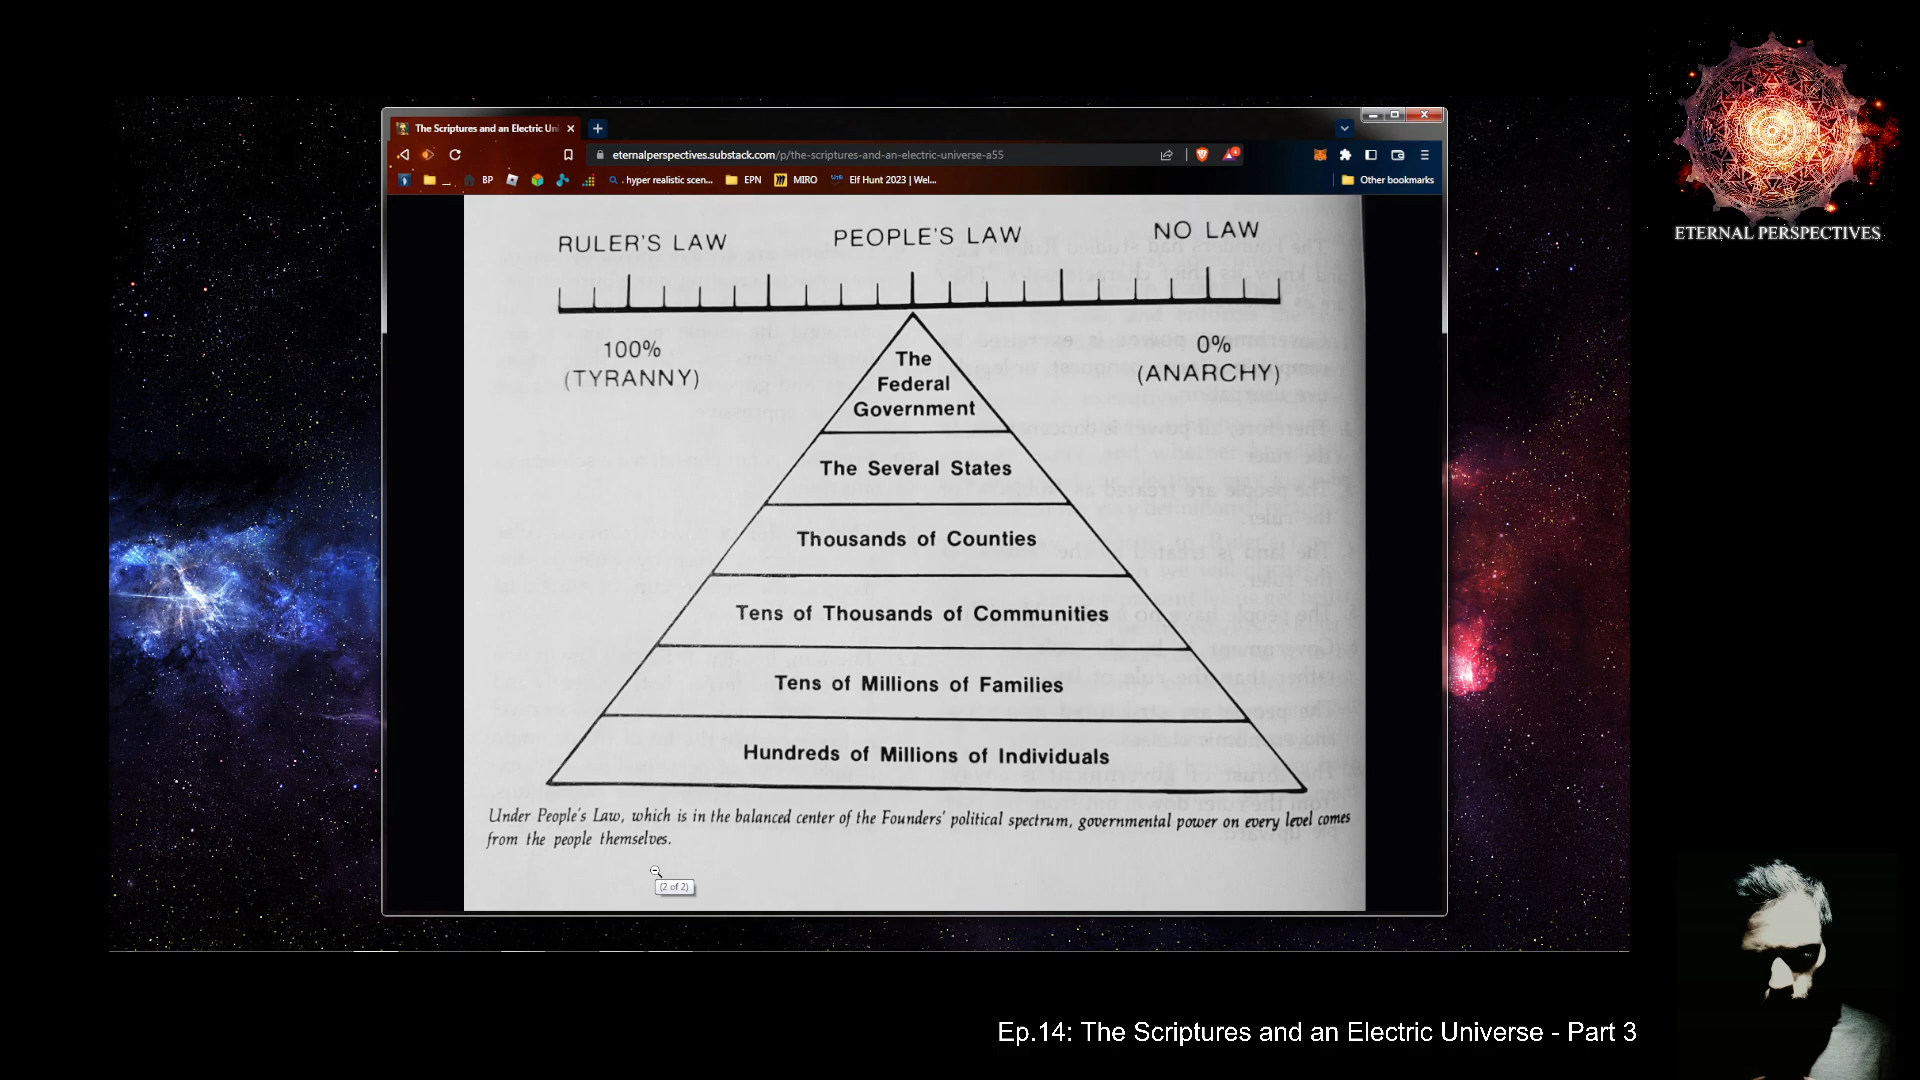 ETERNAL PERSPECTIVES
The Scriptures and an Electric Uni
eternalperspectives.substack.com/p/the-scriptures-and-an-electric-universe-a55
BP
. hyper realistic scen...
EPN
MIRO
Elf Hunt 2023 | Wel...
Other bookmarks
RULER'S LAW
PEOPLE'S LAW
NO LAW
100%
(TYRANNY)
0%
(ANARCHY)
The
Federal
Government
The Several States
Thousands of Counties
Tens of Thousands of Communities
Tens of Millions of Families
Hundreds of Millions of Individuals
Under People's Law, which is in the balanced center of the Founders' political spectrum, governmental power on every level comes
from the people themselves.
(2 of 2)
Ep.14: The Scriptures and an Electric Universe - Part 3